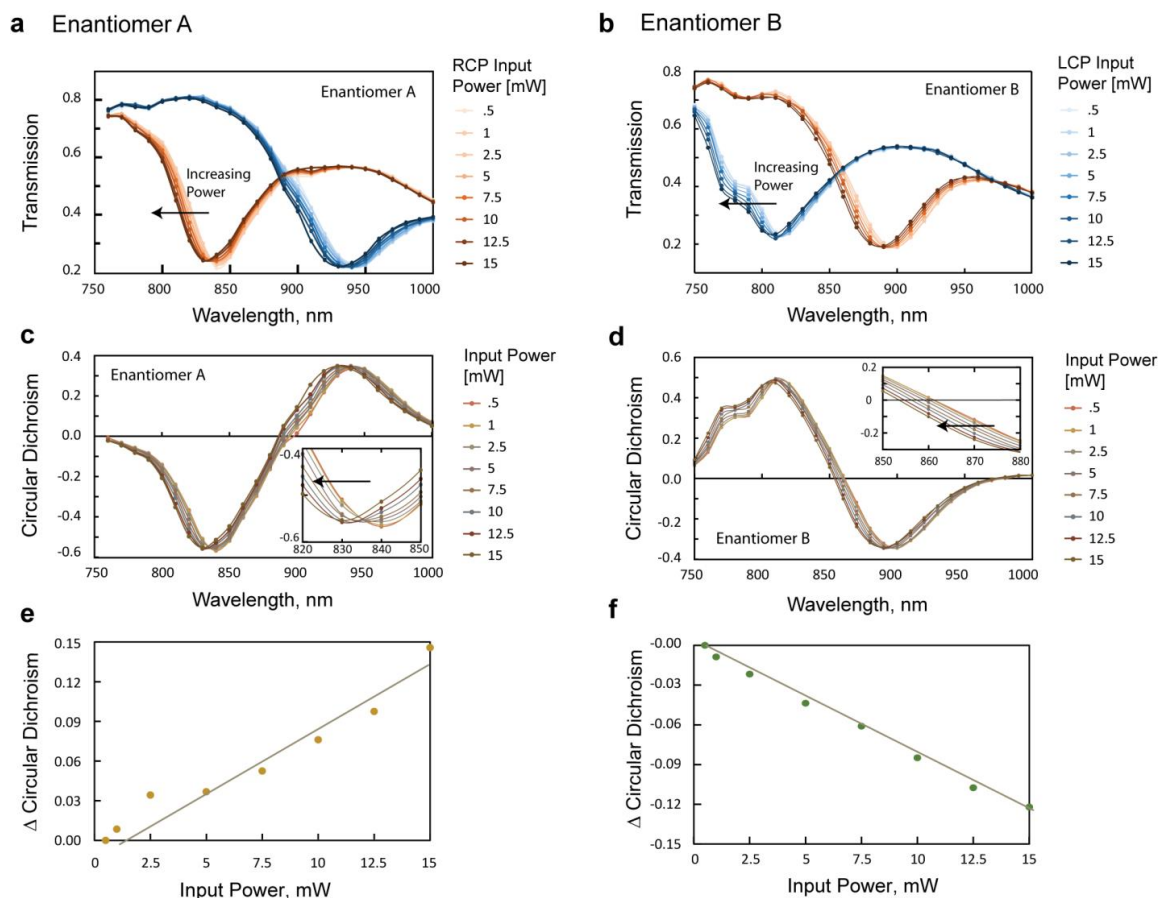 a Enantiomer A
b Enantiomer B
RCP Input
Power [mW]
.5
1
2.5
5
7.5
10
12.5
15
Enantiomer A
Increasing
Power
Transmission
0.8
0.6
0.4
0.2
750 800 850 900 950 1000
Wavelength, nm
LCP Input
Power [mW]
.5
1
2.5
5
7.5
10
12.5
15
Enantiomer B
Increasing
Power
Transmission
0.8
0.6
0.4
0.2
750 800 850 900 950 1000
Wavelength, nm
c
Enantiomer A
Input Power
[mW]
.5
1
2.5
5
7.5
10
12.5
15
Circular Dichroism
0.4
0.2
0.0
-0.2
-0.4
-0.6
-0.4
-0.6
820 830 840 850
750 800 850 900 950 1000
Wavelength, nm
d
Enantiomer B
Input Power
[mW]
.5
1
2.5
5
7.5
10
12.5
15
Circular Dichroism
0.6
0.4
0.2
0.0
-0.2
-0.4
0
-0.2
850 860 870 880
750 800 850 900 950 1000
Wavelength, nm
e
Δ Circular Dichroism
0.15
0.12
0.09
0.06
0.03
0.00
0 2.5 5 7.5 10 12.5 15
Input Power, mW
f
Δ Circular Dichroism
-0.00
-0.03
-0.06
-0.09
-0.12
-0.15
0 2.5 5 7.5 10 12.5 15
Input Power, mW